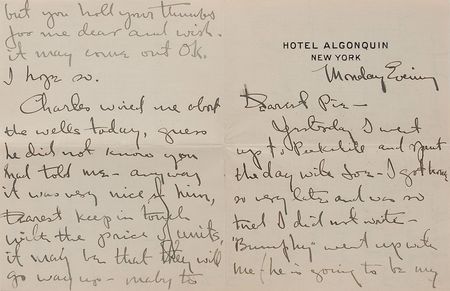 but you hold your thumbs
for me dear and wish.
it may come out OK.
I hope so.
Charles wired me about
the wells today, guess
he did not know you
had told me - anyway
it was very nice of him,
Dearest keep in touch
with the price of units,
it may be that they will
go way up - maby to
HOTEL ALGONQUIN
NEW YORK
Monday Evening
Dearest Pie -
Yesterday I went
up to and spent
the day with Joe - I got home
so very late and was so
tired I did not write -
went up with
me (he is going to be my